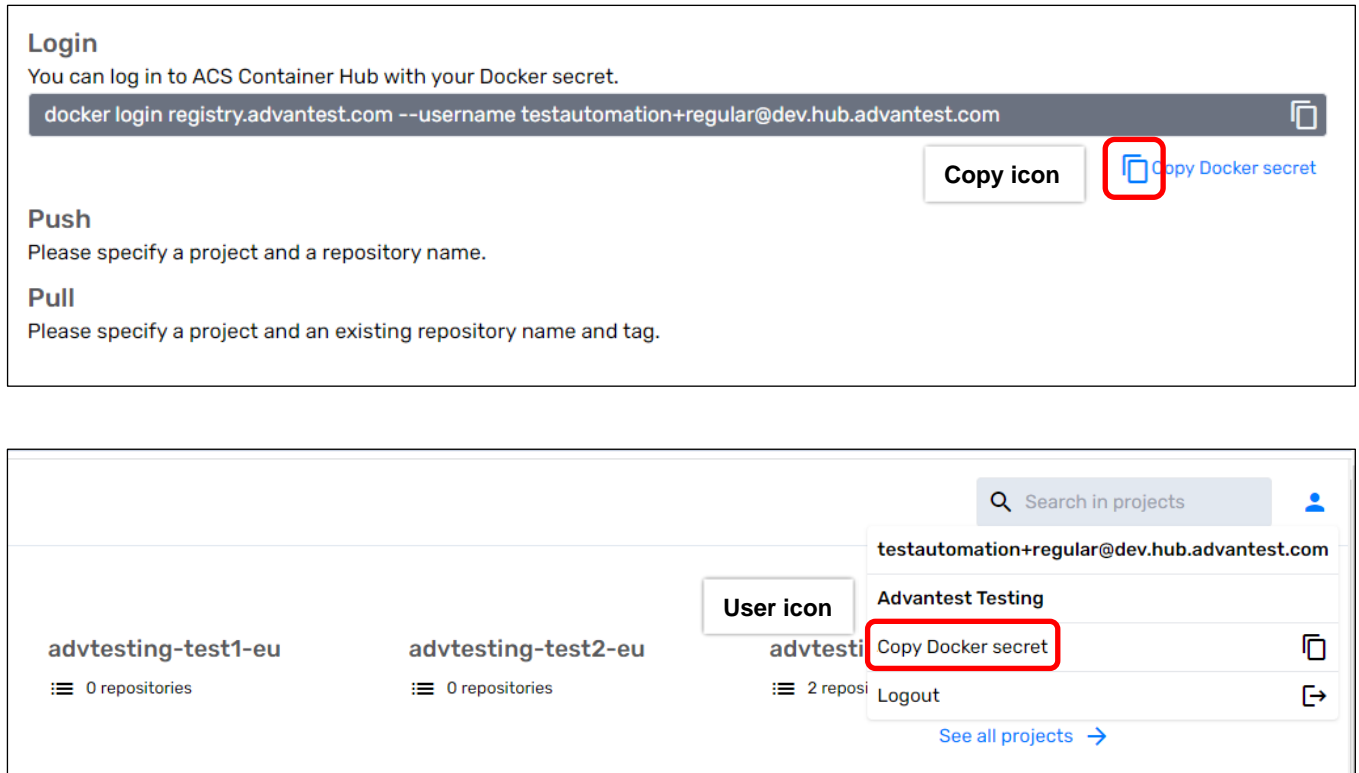 Login
You can log in to ACS Container Hub with your Docker secret.
docker login registry.advantest.com --username testautomation+regular@dev.hub.advantest.com
Copy icon
Copy Docker secret
Push
Please specify a project and a repository name.
Pull
Please specify a project and an existing repository name and tag.
Search in projects
testautomation+regular@dev.hub.advantest.com
User icon
Advantest Testing
advtesting-test1-eu
advtesting-test2-eu
advtesti
Copy Docker secret
0 repositories
0 repositories
2 reposi
Logout
See all projects